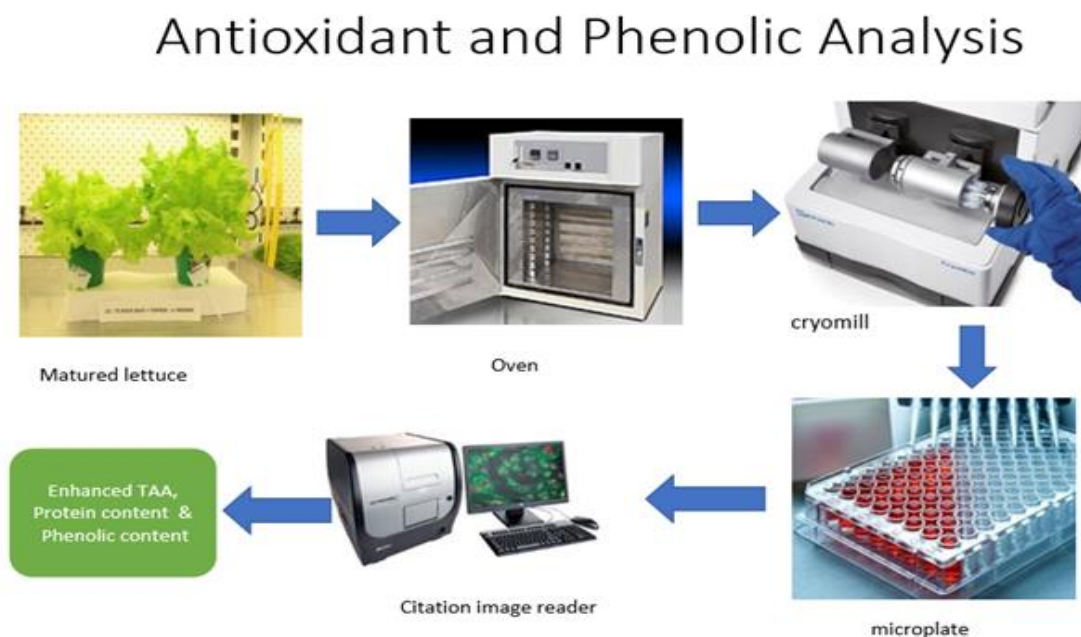 Antioxidant and Phenolic Analysis
Matured lettuce
Oven
cryomill
Enhanced TAA,
Protein content &
Phenolic content
Citation image reader
microplate